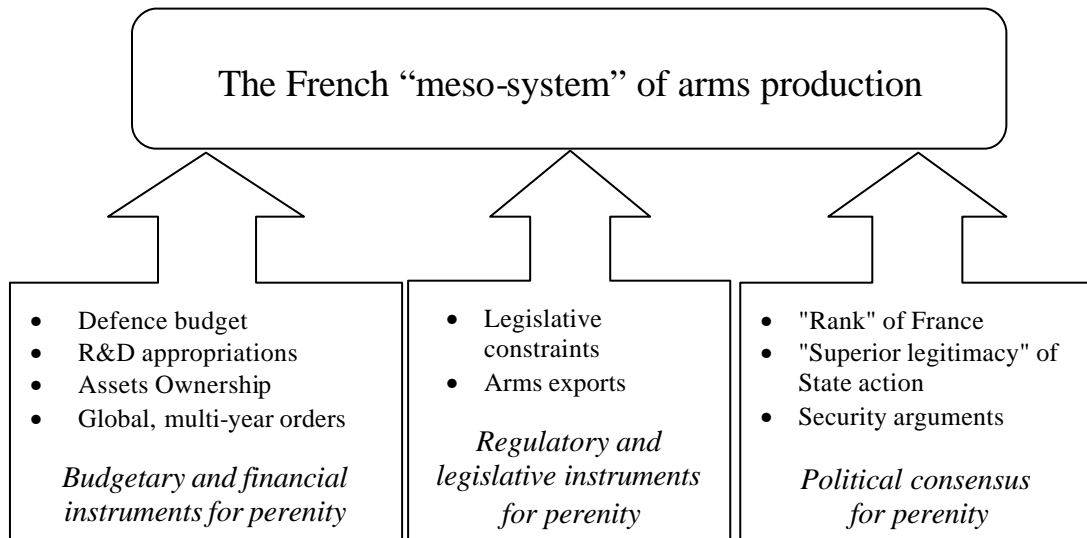 The French “meso-system” of arms production
• Defence budget
• R&D appropriations
• Assets Ownership
• Global, multi-year orders
Budgetary and financial
instruments for perenity
• Legislative
constraints
• Arms exports
Regulatory and
legislative instruments
for perenity
• "Rank" of France
• "Superior legitimacy" of
State action
• Security arguments
Political consensus
for perenity